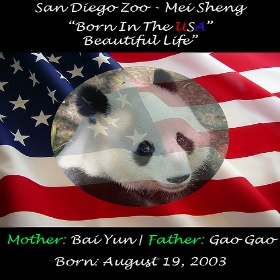 San Diego Zoo - Mei Sheng
"Born In The USA"
Beautiful Life"
Mother: Bai Yun | Father: Gao Gao
Born: August 19, 2003